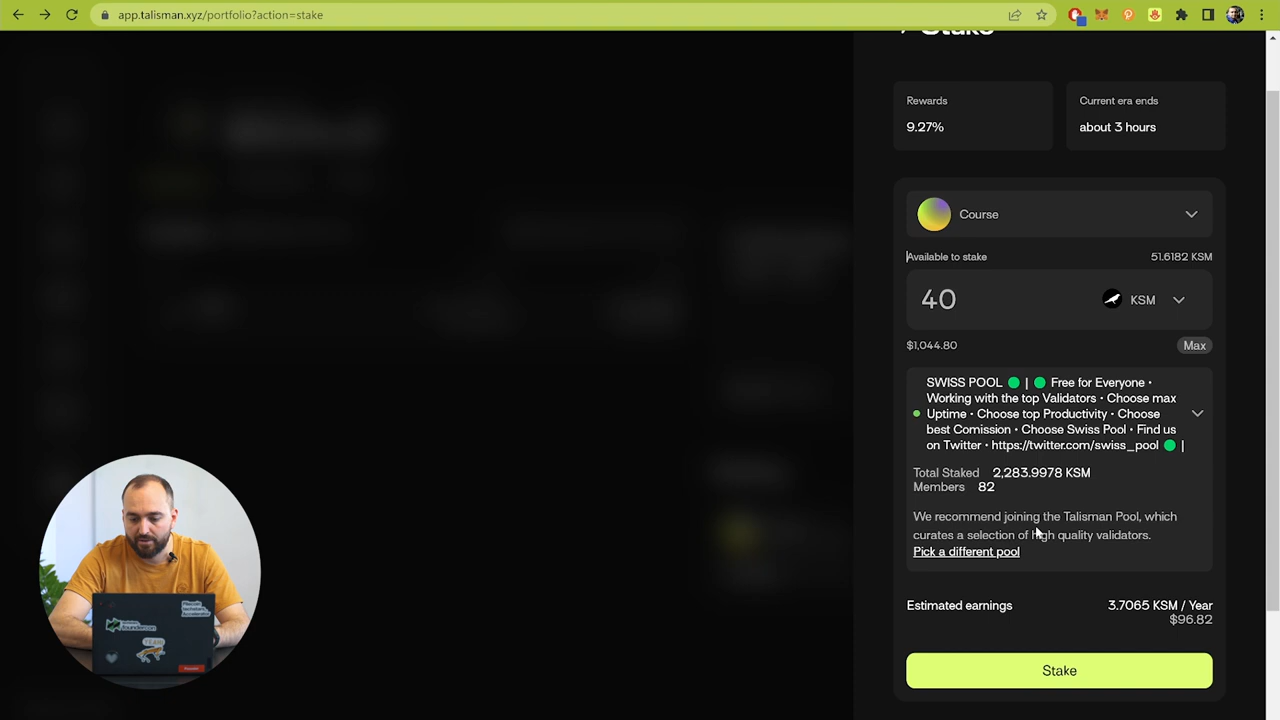 app.talisman.xyz/portfolio?action=stake
Stake
Rewards
9.27%
Current era ends
about 3 hours
Course
Available to stake
51.6182 KSM
40
KSM
$1,044.80
Max
SWISS POOL | Free for Everyone •
Working with the top Validators • Choose max
Uptime • Choose top Productivity • Choose
best Comission • Choose Swiss Pool • Find us
on Twitter • https://twitter.com/swiss_pool |
Total Staked 2,283.9978 KSM
Members 82
We recommend joining the Talisman Pool, which
curates a selection of high quality validators.
Pick a different pool
Estimated earnings
3.7065 KSM / Year
$96.82
Stake